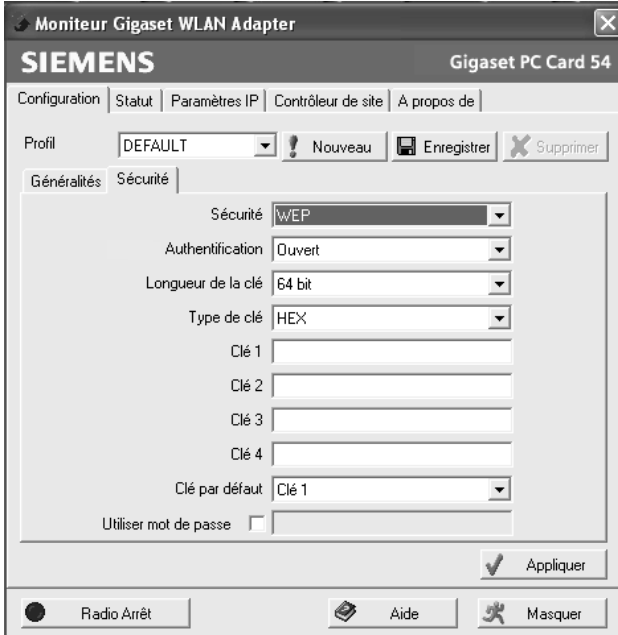 Moniteur Gigaset WLAN Adapter
SIEMENS Gigaset PC Card 54
Configuration Statut Paramètres IP Contrôleur de site A propos de
Profil DEFAULT Nouveau Enregistrer Supprimer
Généralités Sécurité
Sécurité WEP
Authentification Ouvert
Longueur de la clé 64 bit
Type de clé HEX
Clé 1
Clé 2
Clé 3
Clé 4
Clé par défaut Clé 1
Utiliser mot de passe
Appliquer
Radio Arrêt Aide Masquer